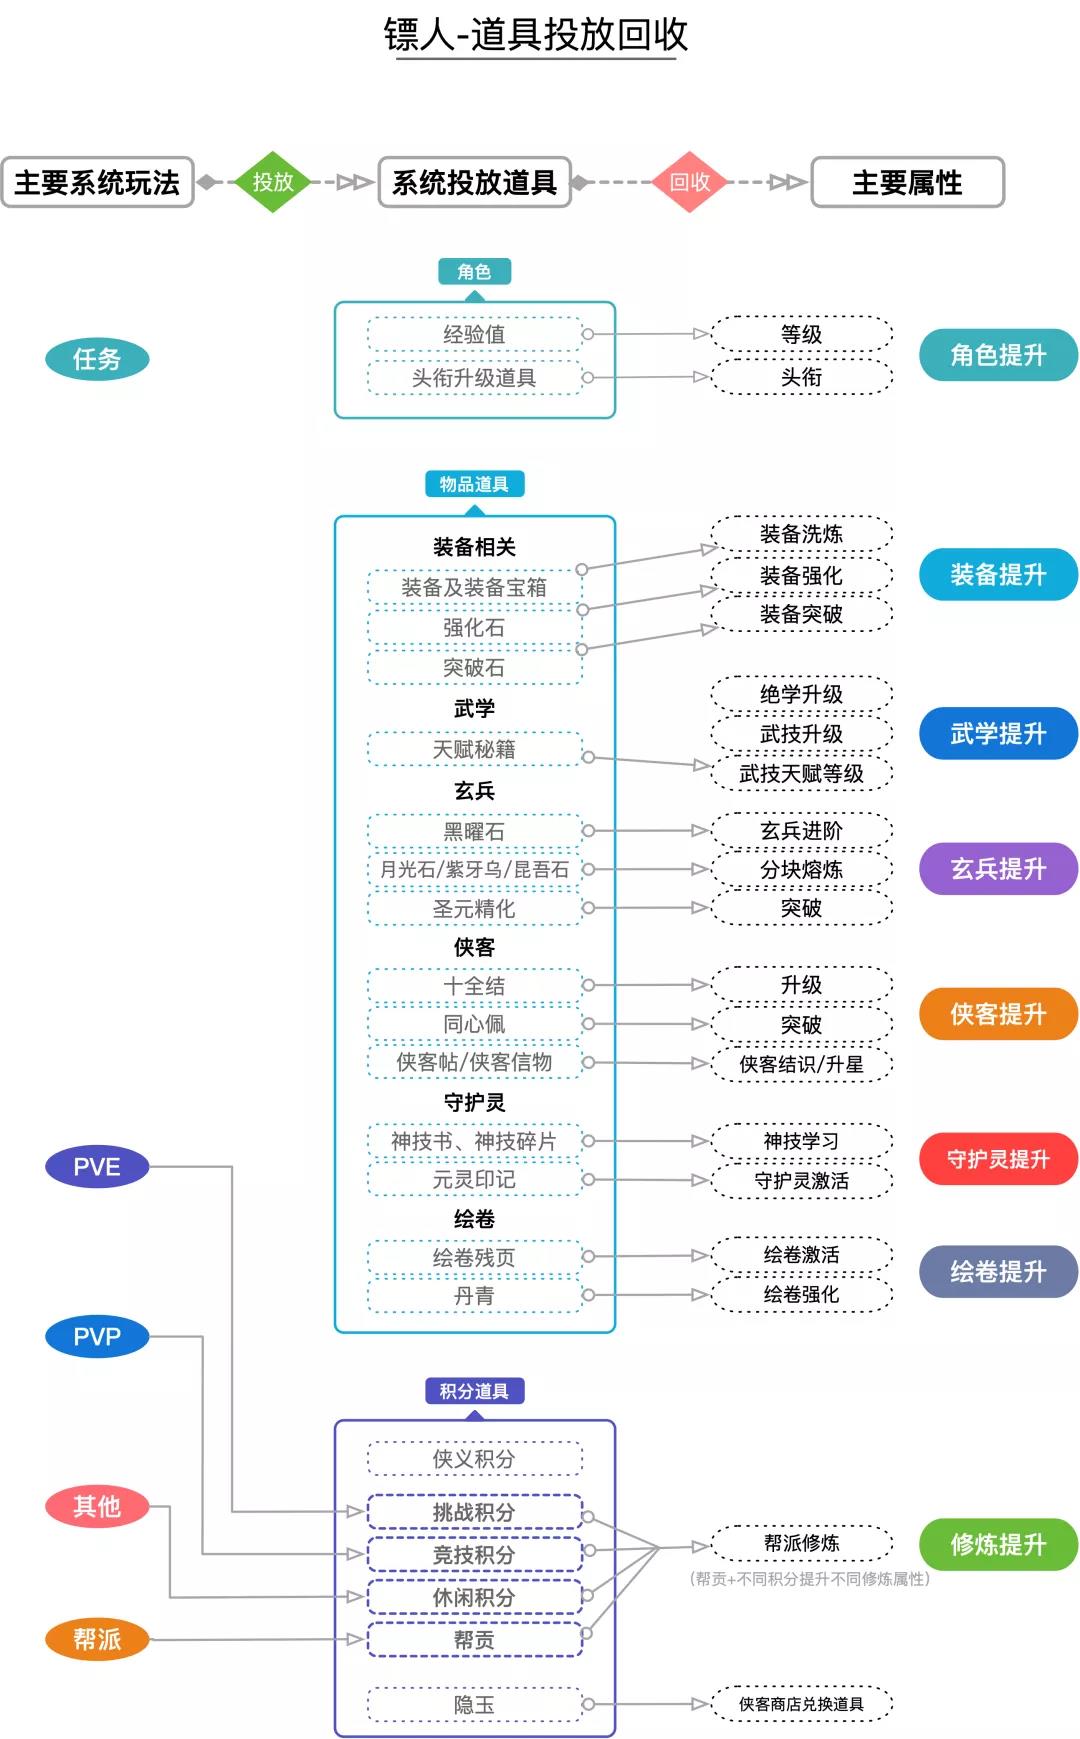 镖人-道具投放回收
主要系统玩法
投放
系统投放道具
回收
主要属性
角色
任务
经验值
等级
角色提升
头衔升级道具
头衔
物品道具
装备相关
装备洗炼
装备及装备宝箱
装备强化
装备提升
强化石
装备突破
突破石
武学
绝学升级
武技升级
武学提升
天赋秘籍
武技天赋等级
玄兵
黑曜石
玄兵进阶
月光石/紫牙乌/昆吾石
分块熔炼
玄兵提升
圣元精化
突破
侠客
十全结
升级
侠客提升
同心佩
突破
侠客帖/侠客信物
侠客结识/升星
守护灵
神技书、神技碎片
神技学习
守护灵提升
PVE
元灵印记
守护灵激活
绘卷
绘卷残页
绘卷激活
绘卷提升
丹青
绘卷强化
PVP
积分道具
侠义积分
其他
挑战积分
竞技积分
帮派修炼
修炼提升
(帮贡+不同积分提升不同修炼属性)
休闲积分
帮派
帮贡
隐玉
侠客商店兑换道具